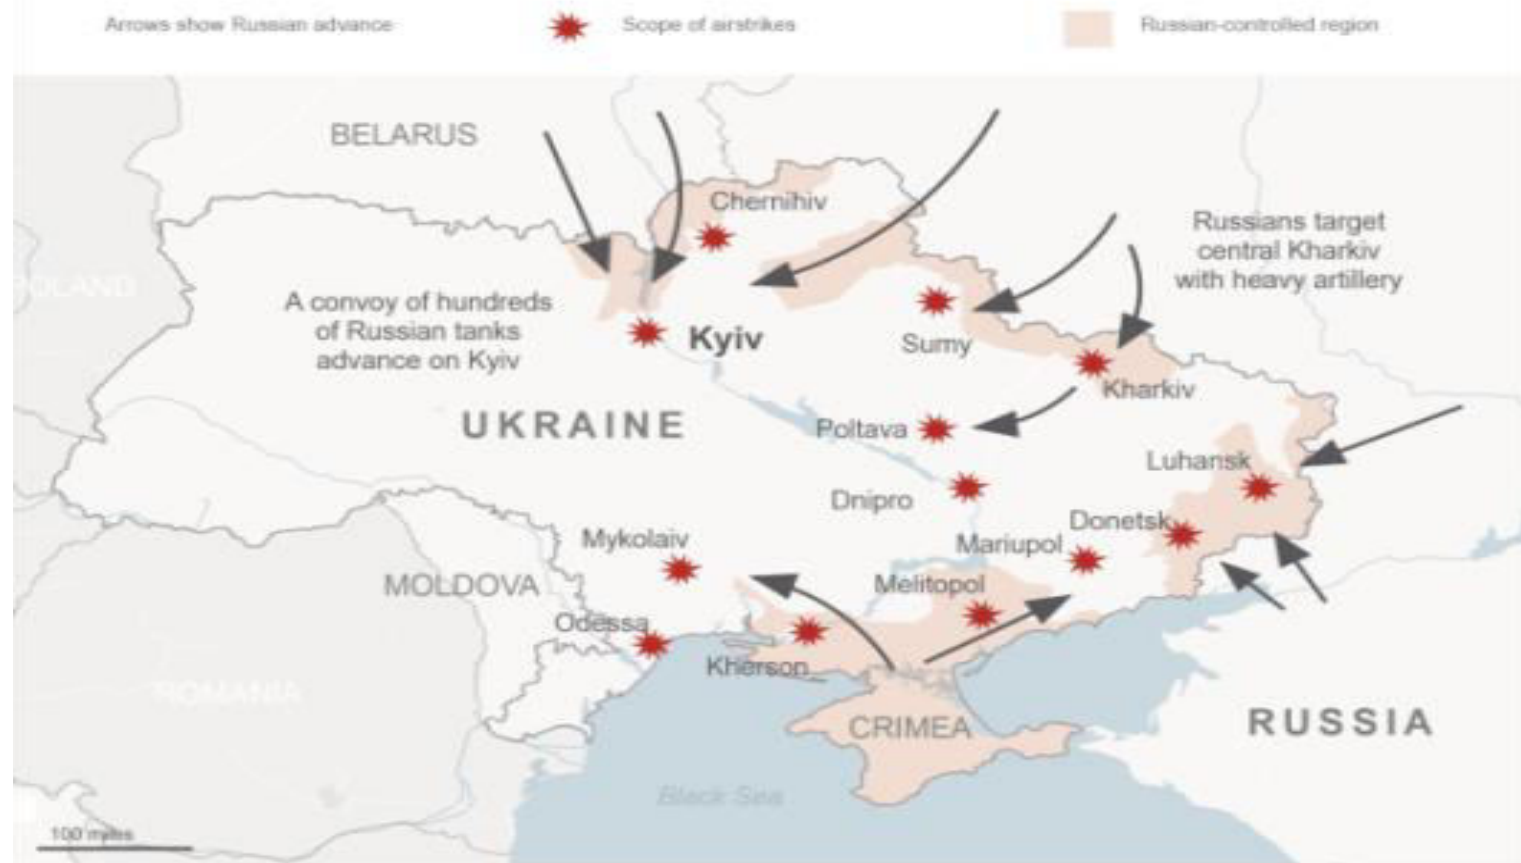 Arrows show Russian advance
Scope of airstrikes
Russian-controlled region
BELARUS
Chernihiv
Russians target
central Kharkiv
with heavy artillery
POLAND
A convoy of hundreds
of Russian tanks
advance on Kyiv
Kyiv
Sumy
Kharkiv
UKRAINE
Poltava
Luhansk
Dnipro
Donetsk
Mykolaiv
Mariupol
MOLDOVA
Melitopol
Odessa
Kherson
ROMANIA
CRIMEA
RUSSIA
Black Sea
100 miles